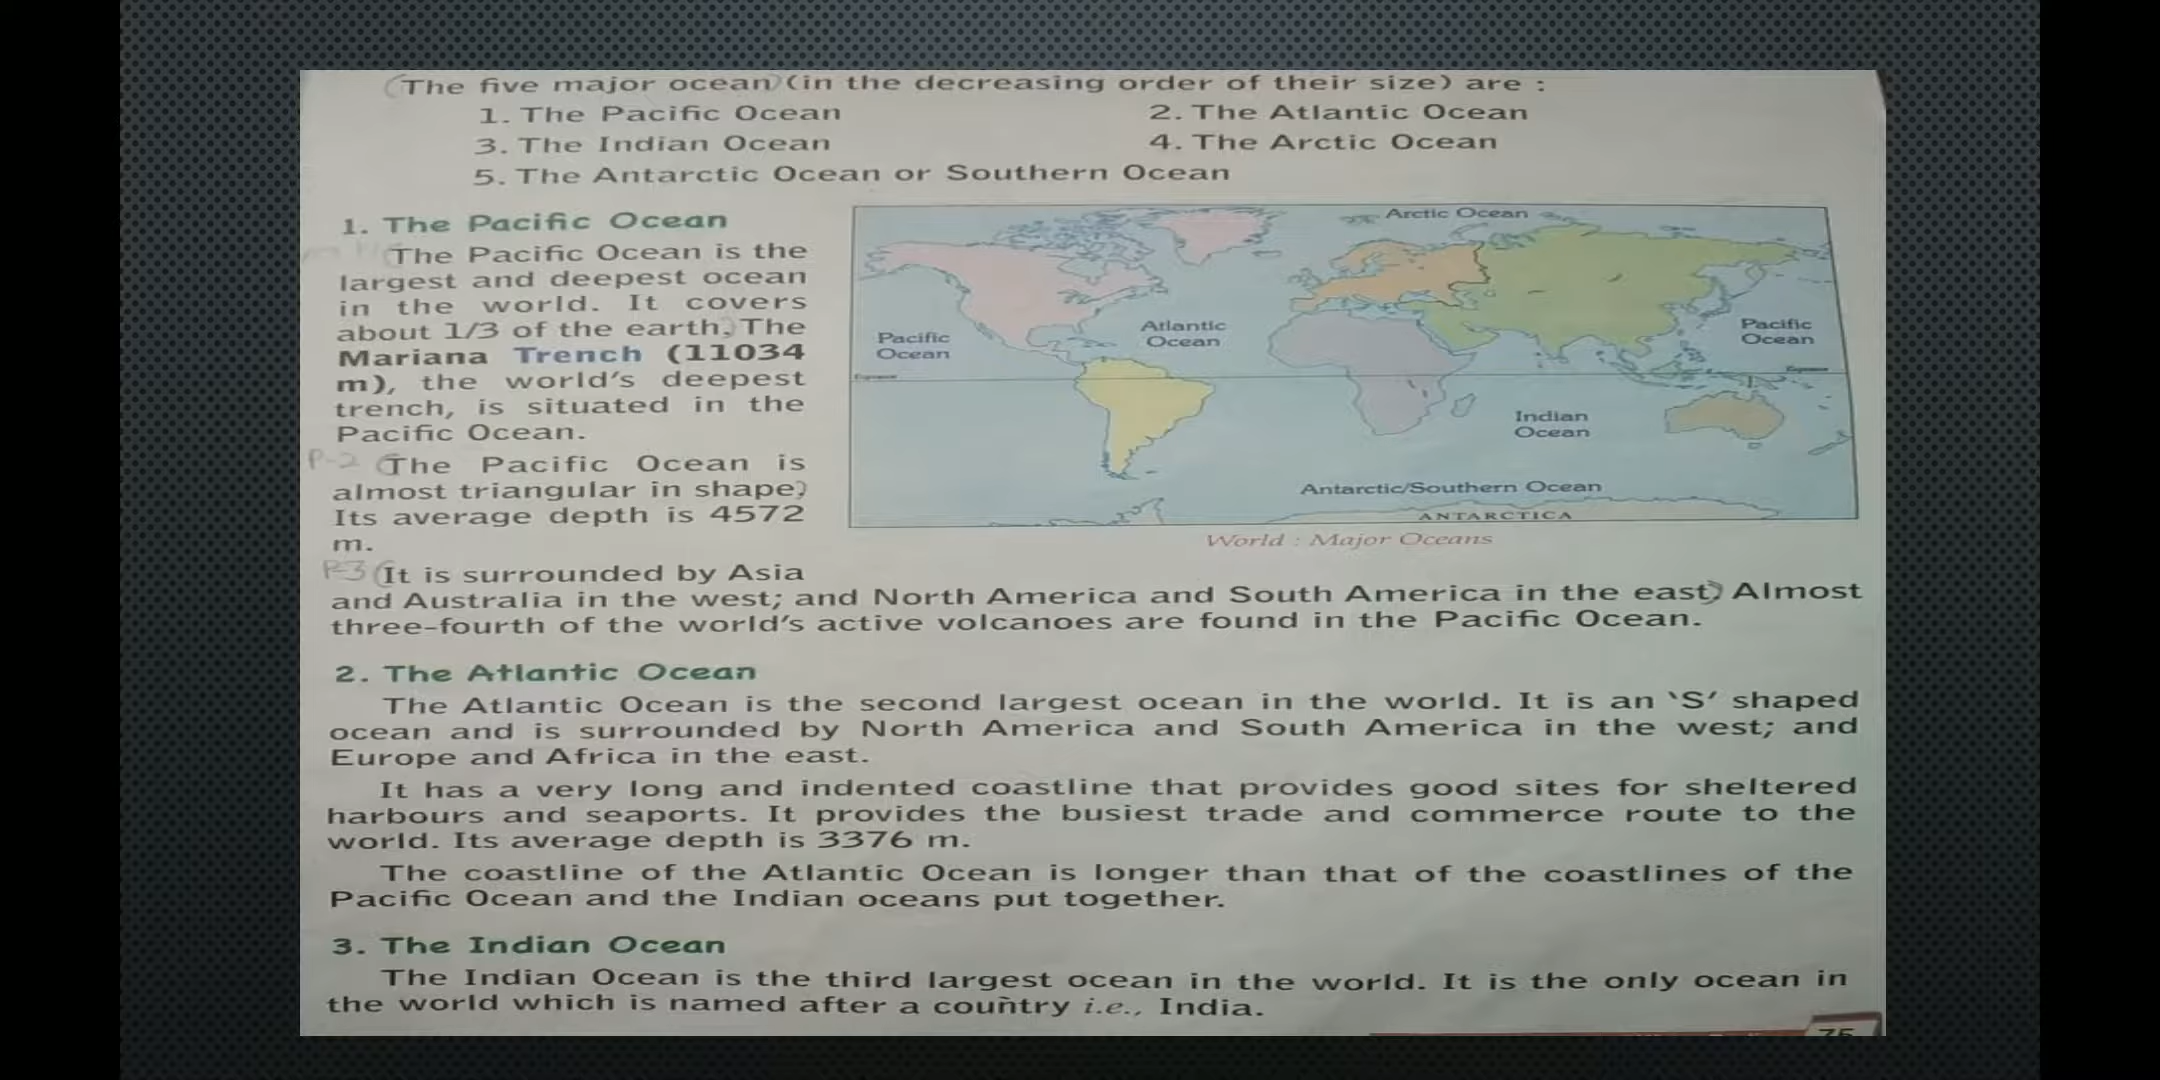 The five major ocean (in the decreasing order of their size) are :
1. The Pacific Ocean
2. The Atlantic Ocean
3. The Indian Ocean
4. The Arctic Ocean
5. The Antarctic Ocean or Southern Ocean
1. The Pacific Ocean
The Pacific Ocean is the
largest and deepest ocean
in the world. It covers
about 1/3 of the earth. The
Mariana Trench (11034
m), the world's deepest
trench, is situated in the
Pacific Ocean.
P-2 The Pacific Ocean is
almost triangular in shape.
Its average depth is 4572
m.
P-3 It is surrounded by Asia
and Australia in the west; and North America and South America in the east. Almost
three-fourth of the world's active volcanoes are found in the Pacific Ocean.
Arctic Ocean
Pacific
Ocean
Atlantic
Ocean
Pacific
Ocean
Equator
Equator
Indian
Ocean
Antarctic/Southern Ocean
ANTARCTICA
World : Major Oceans
2. The Atlantic Ocean
The Atlantic Ocean is the second largest ocean in the world. It is an 'S' shaped
ocean and is surrounded by North America and South America in the west; and
Europe and Africa in the east.
It has a very long and indented coastline that provides good sites for sheltered
harbours and seaports. It provides the busiest trade and commerce route to the
world. Its average depth is 3376 m.
The coastline of the Atlantic Ocean is longer than that of the coastlines of the
Pacific Ocean and the Indian oceans put together.
3. The Indian Ocean
The Indian Ocean is the third largest ocean in the world. It is the only ocean in
the world which is named after a country i.e., India.
75